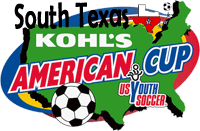 South Texas
KOHL'S
AMERICAN CUP
US YOUTH
SOCCER